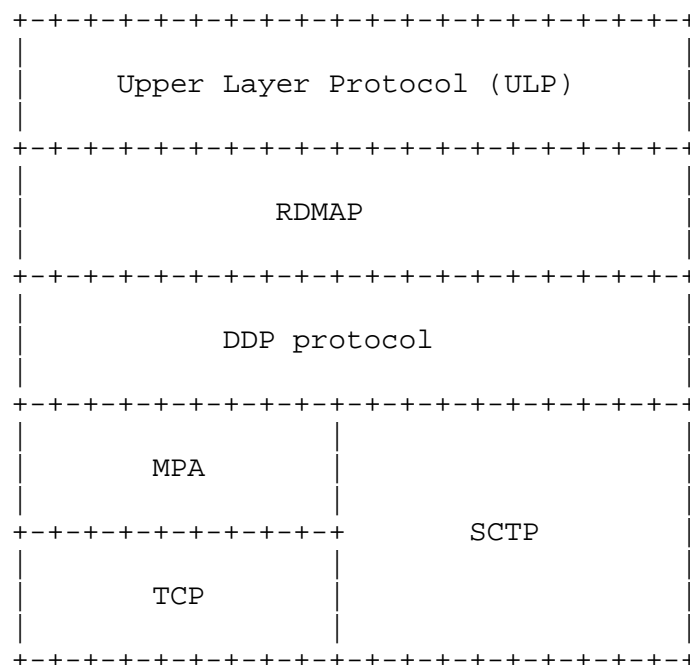 +-+-+-+-+-+-+-+-+-+-+-+-+-+-+-+-+-+-+-+
|                                     |
|     Upper Layer Protocol (ULP)      |
|                                     |
+-+-+-+-+-+-+-+-+-+-+-+-+-+-+-+-+-+-+-+
|                                     |
|              RDMAP                  |
|                                     |
+-+-+-+-+-+-+-+-+-+-+-+-+-+-+-+-+-+-+-+
|                                     |
|           DDP protocol              |
|                                     |
+-+-+-+-+-+-+-+-+-+-+-+-+-+-+-+-+-+-+-+
|                 |                   |
|       MPA       |                   |
|                 |                   |
+-+-+-+-+-+-+-+-+-+       SCTP        |
|                 |                   |
|       TCP       |                   |
|                 |                   |
+-+-+-+-+-+-+-+-+-+-+-+-+-+-+-+-+-+-+-+